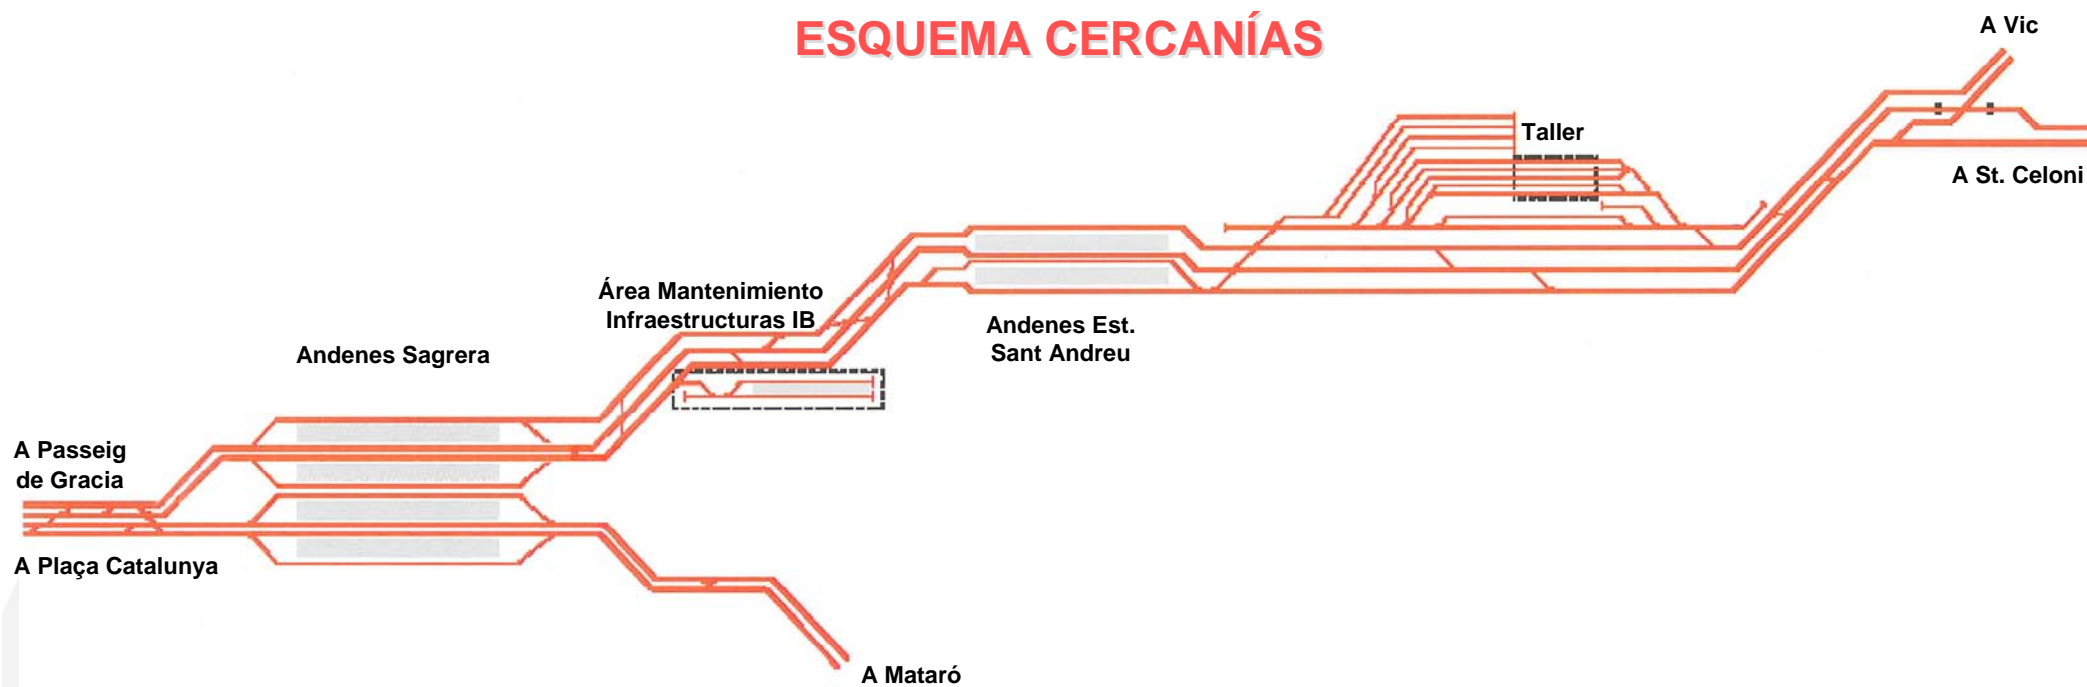 ESQUEMA CERCANÍAS
A Vic
Taller
A St. Celoni
Área Mantenimiento
Infraestructuras IB
Andenes Est.
Sant Andreu
Andenes Sagrera
A Passeig
de Gracia
A Plaça Catalunya
A Mataró